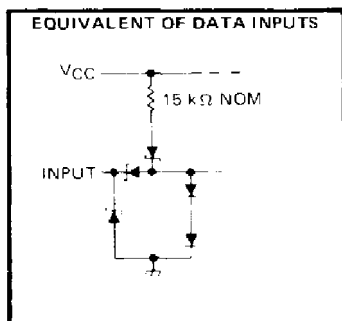 EQUIVALENT OF DATA INPUTS
VCC
15 kΩ NOM
INPUT